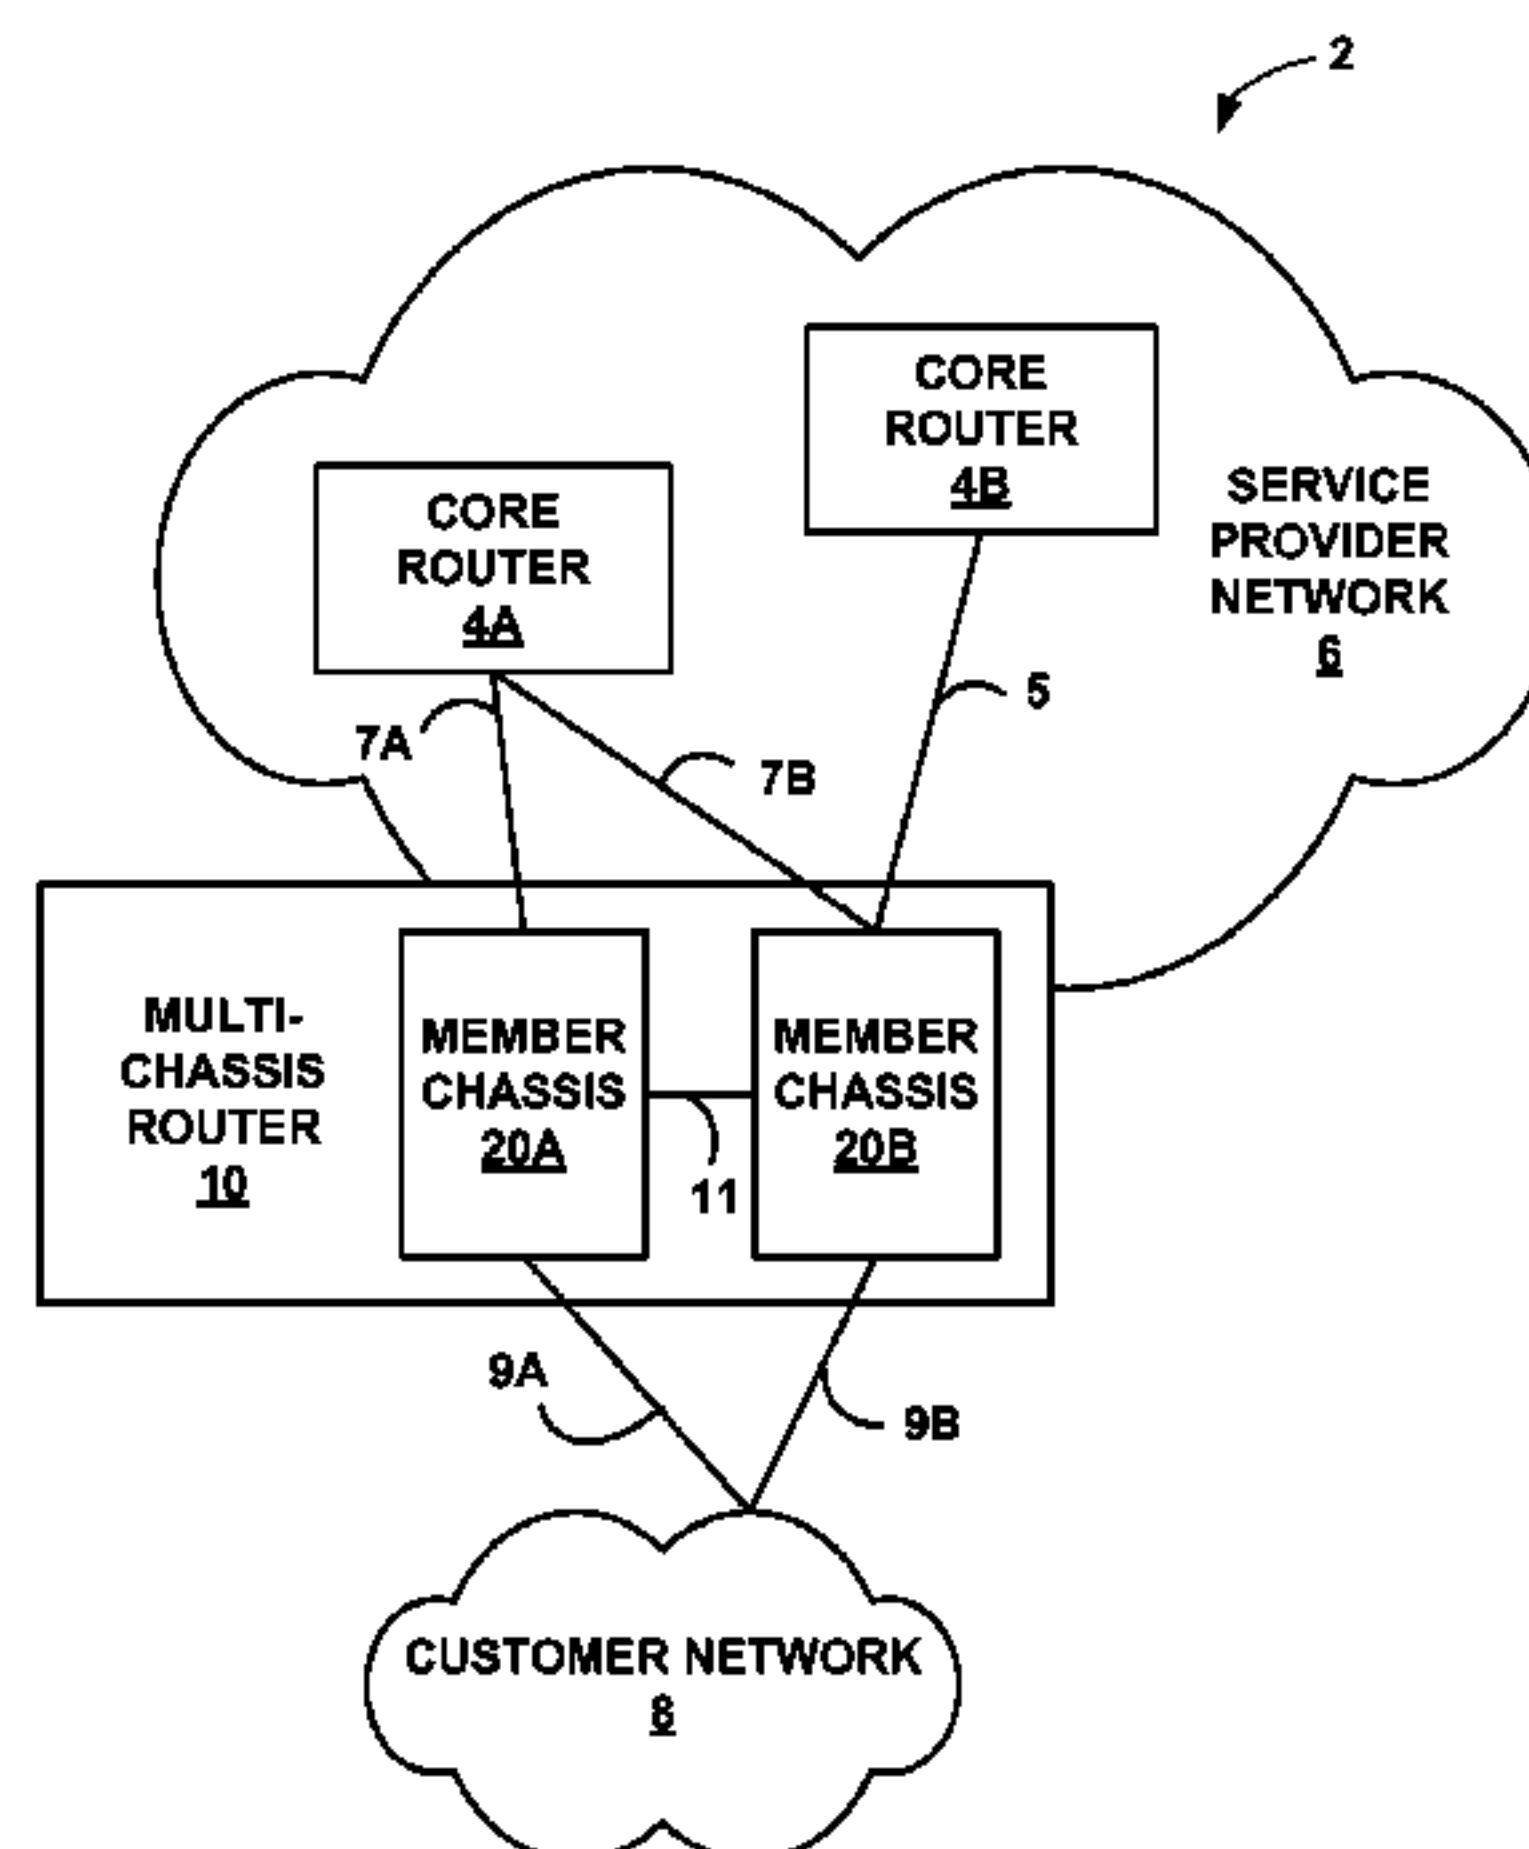 2
CORE
ROUTER
4B
CORE
ROUTER
4A
SERVICE
PROVIDER
NETWORK
6
5
7A
7B
MULTI-
CHASSIS
ROUTER
10
MEMBER
CHASSIS
20A
11
MEMBER
CHASSIS
20B
9A
9B
CUSTOMER NETWORK
8